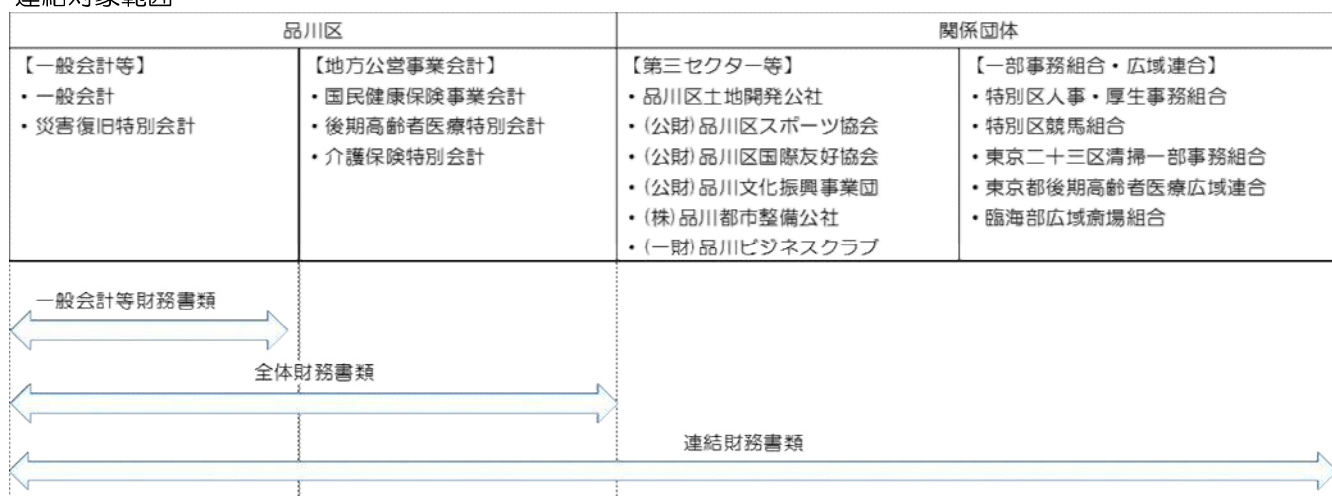 連結対象範囲
品川区
関係団体
【一般会計等】
・一般会計
・災害復旧特別会計
【地方公営事業会計】
・国民健康保険事業会計
・後期高齢者医療特別会計
・介護保険特別会計
【第三セクター等】
・品川区土地開発公社
・(公財)品川区スポーツ協会
・(公財)品川区国際友好協会
・(公財)品川文化振興事業団
・(株)品川都市整備公社
・(一財)品川ビジネスクラブ
【一部事務組合・広域連合】
・特別区人事・厚生事務組合
・特別区競馬組合
・東京二十三区清掃一部事務組合
・東京都後期高齢者医療広域連合
・臨海部広域斎場組合
一般会計等財務書類
全体財務書類
連結財務書類